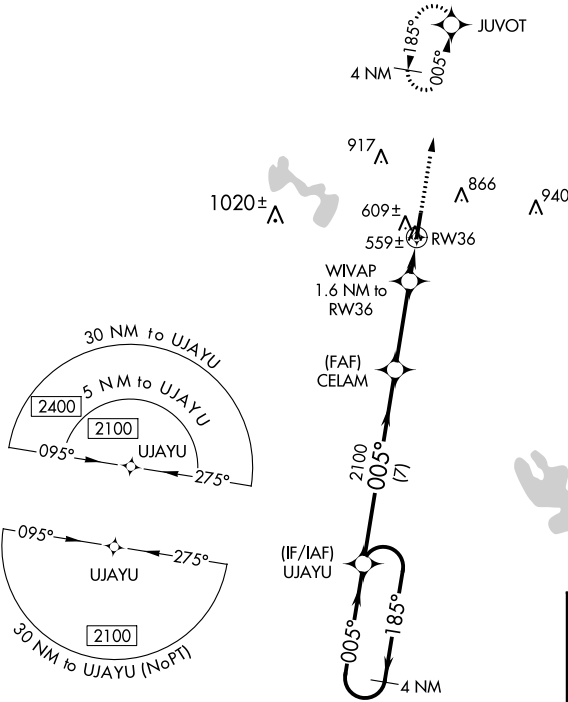 JUVOT
185°
005°
4 NM
917
866
940
1020±
609±
559±
RW36
WIVAP
1.6 NM to
RW36
(FAF)
CELAM
2100
005°
(7)
(IF/IAF)
UJAYU
005°
185°
4 NM
30 NM to UJAYU
2400
5 NM to UJAYU
2100
UJAYU
095°
275°
095°
275°
UJAYU
2100
30 NM to UJAYU (NoPT)